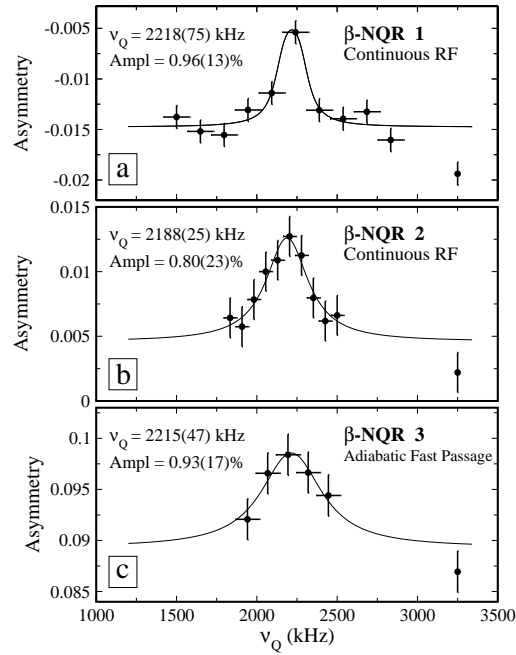 -0.005
-0.01
-0.015
-0.02
Asymmetry
ν_Q = 2218(75) kHz
Ampl = 0.96(13)%
β-NQR 1
Continuous RF
a
0.015
0.01
0.005
0
Asymmetry
ν_Q = 2188(25) kHz
Ampl = 0.80(23)%
β-NQR 2
Continuous RF
b
0.1
0.095
0.09
0.085
Asymmetry
ν_Q = 2215(47) kHz
Ampl = 0.93(17)%
β-NQR 3
Adiabatic Fast Passage
c
1000 1500 2000 2500 3000 3500
ν_Q (kHz)